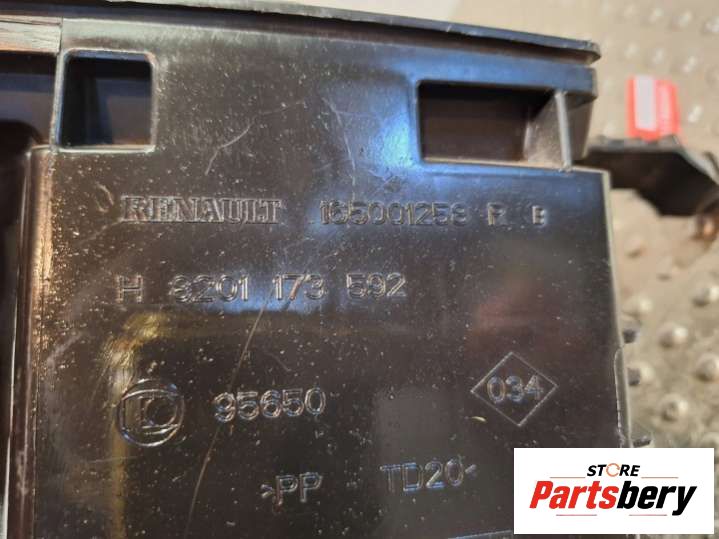 RENAULT 165001258 R B
H 8201 173 592
95650
034
>PP TD20<
STORE
Partsbery